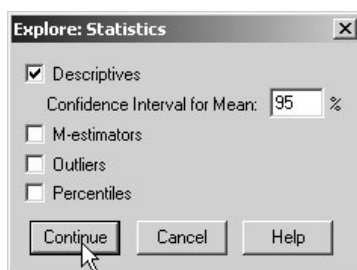 Explore: Statistics
Descriptives
Confidence Interval for Mean: 95 %
M-estimators
Outliers
Percentiles
Continue Cancel Help